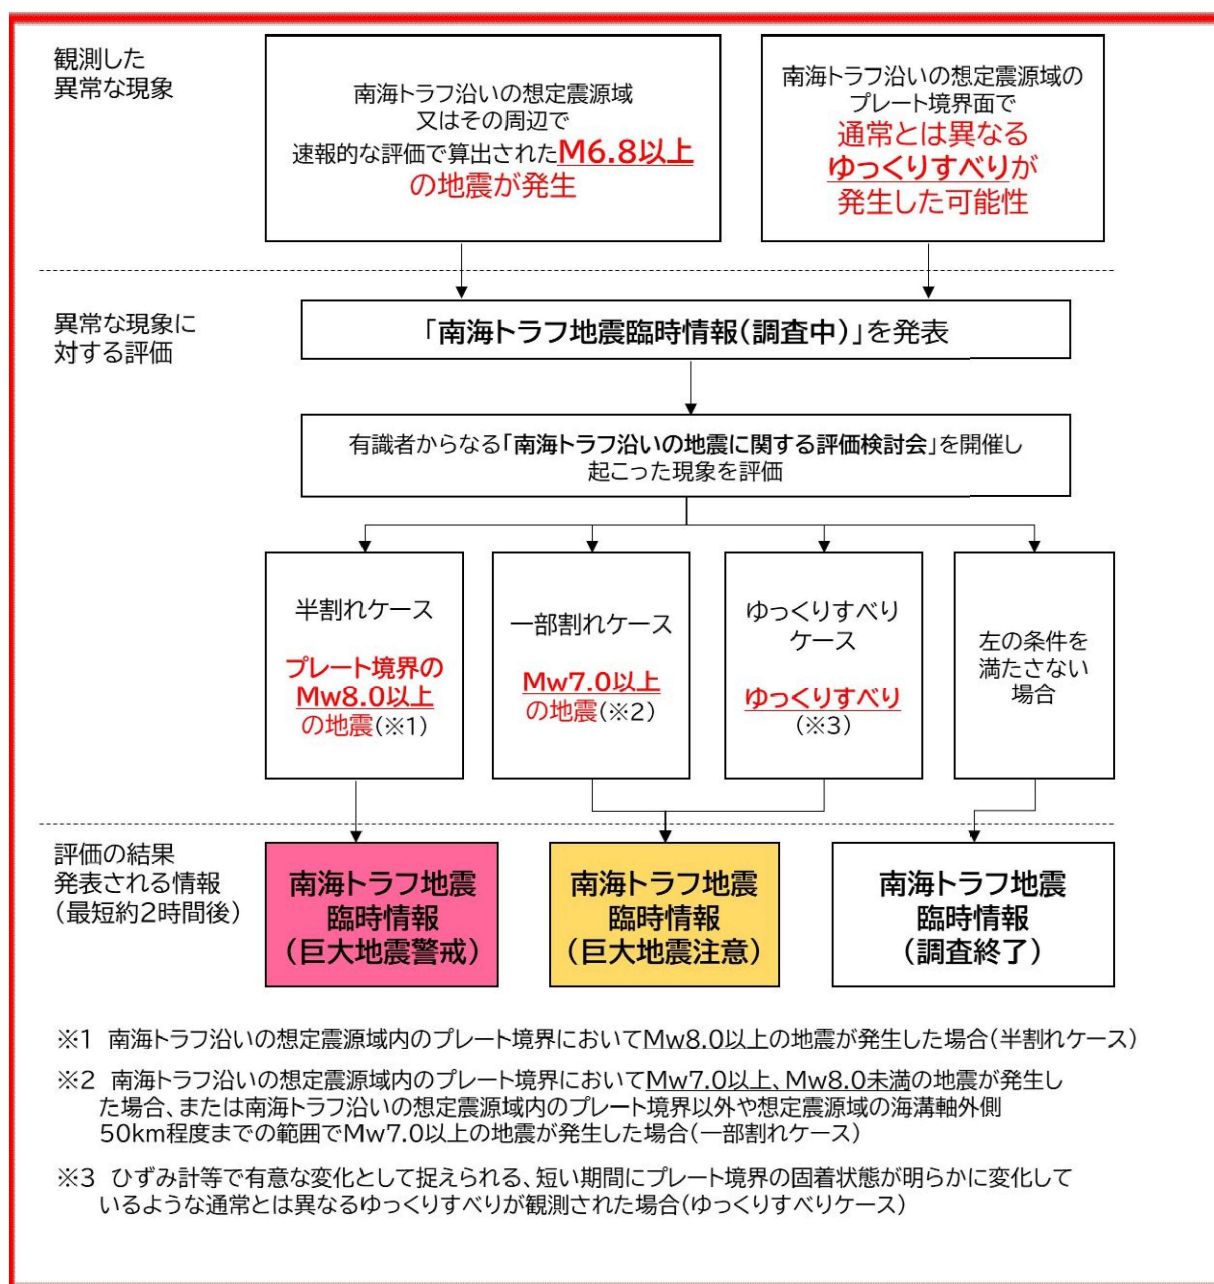 観測した
異常な現象
南海トラフ沿いの想定震源域
又はその周辺で
速報的な評価で算出されたM6.8以上
の地震が発生
南海トラフ沿いの想定震源域の
プレート境界面で
通常とは異なる
ゆっくりすべりが
発生した可能性
異常な現象に
対する評価
「南海トラフ地震臨時情報(調査中)」を発表
有識者からなる「南海トラフ沿いの地震に関する評価検討会」を開催し
起こった現象を評価
半割れケース
プレート境界の
Mw8.0以上
の地震(※1)
一部割れケース
Mw7.0以上
の地震(※2)
ゆっくりすべり
ケース
ゆっくりすべり
(※3)
左の条件を
満たさない
場合
評価の結果
発表される情報
(最短約2時間後)
南海トラフ地震
臨時情報
(巨大地震警戒)
南海トラフ地震
臨時情報
(巨大地震注意)
南海トラフ地震
臨時情報
(調査終了)
※1 南海トラフ沿いの想定震源域内のプレート境界においてMw8.0以上の地震が発生した場合(半割れケース)
※2 南海トラフ沿いの想定震源域内のプレート境界においてMw7.0以上、Mw8.0未満の地震が発生し
た場合、または南海トラフ沿いの想定震源域内のプレート境界以外や想定震源域の海溝軸外側
50km程度までの範囲でMw7.0以上の地震が発生した場合(一部割れケース)
※3 ひずみ計等で有意な変化として捉えられる、短い期間にプレート境界の固着状態が明らかに変化して
いるような通常とは異なるゆっくりすべりが観測された場合(ゆっくりすべりケース)